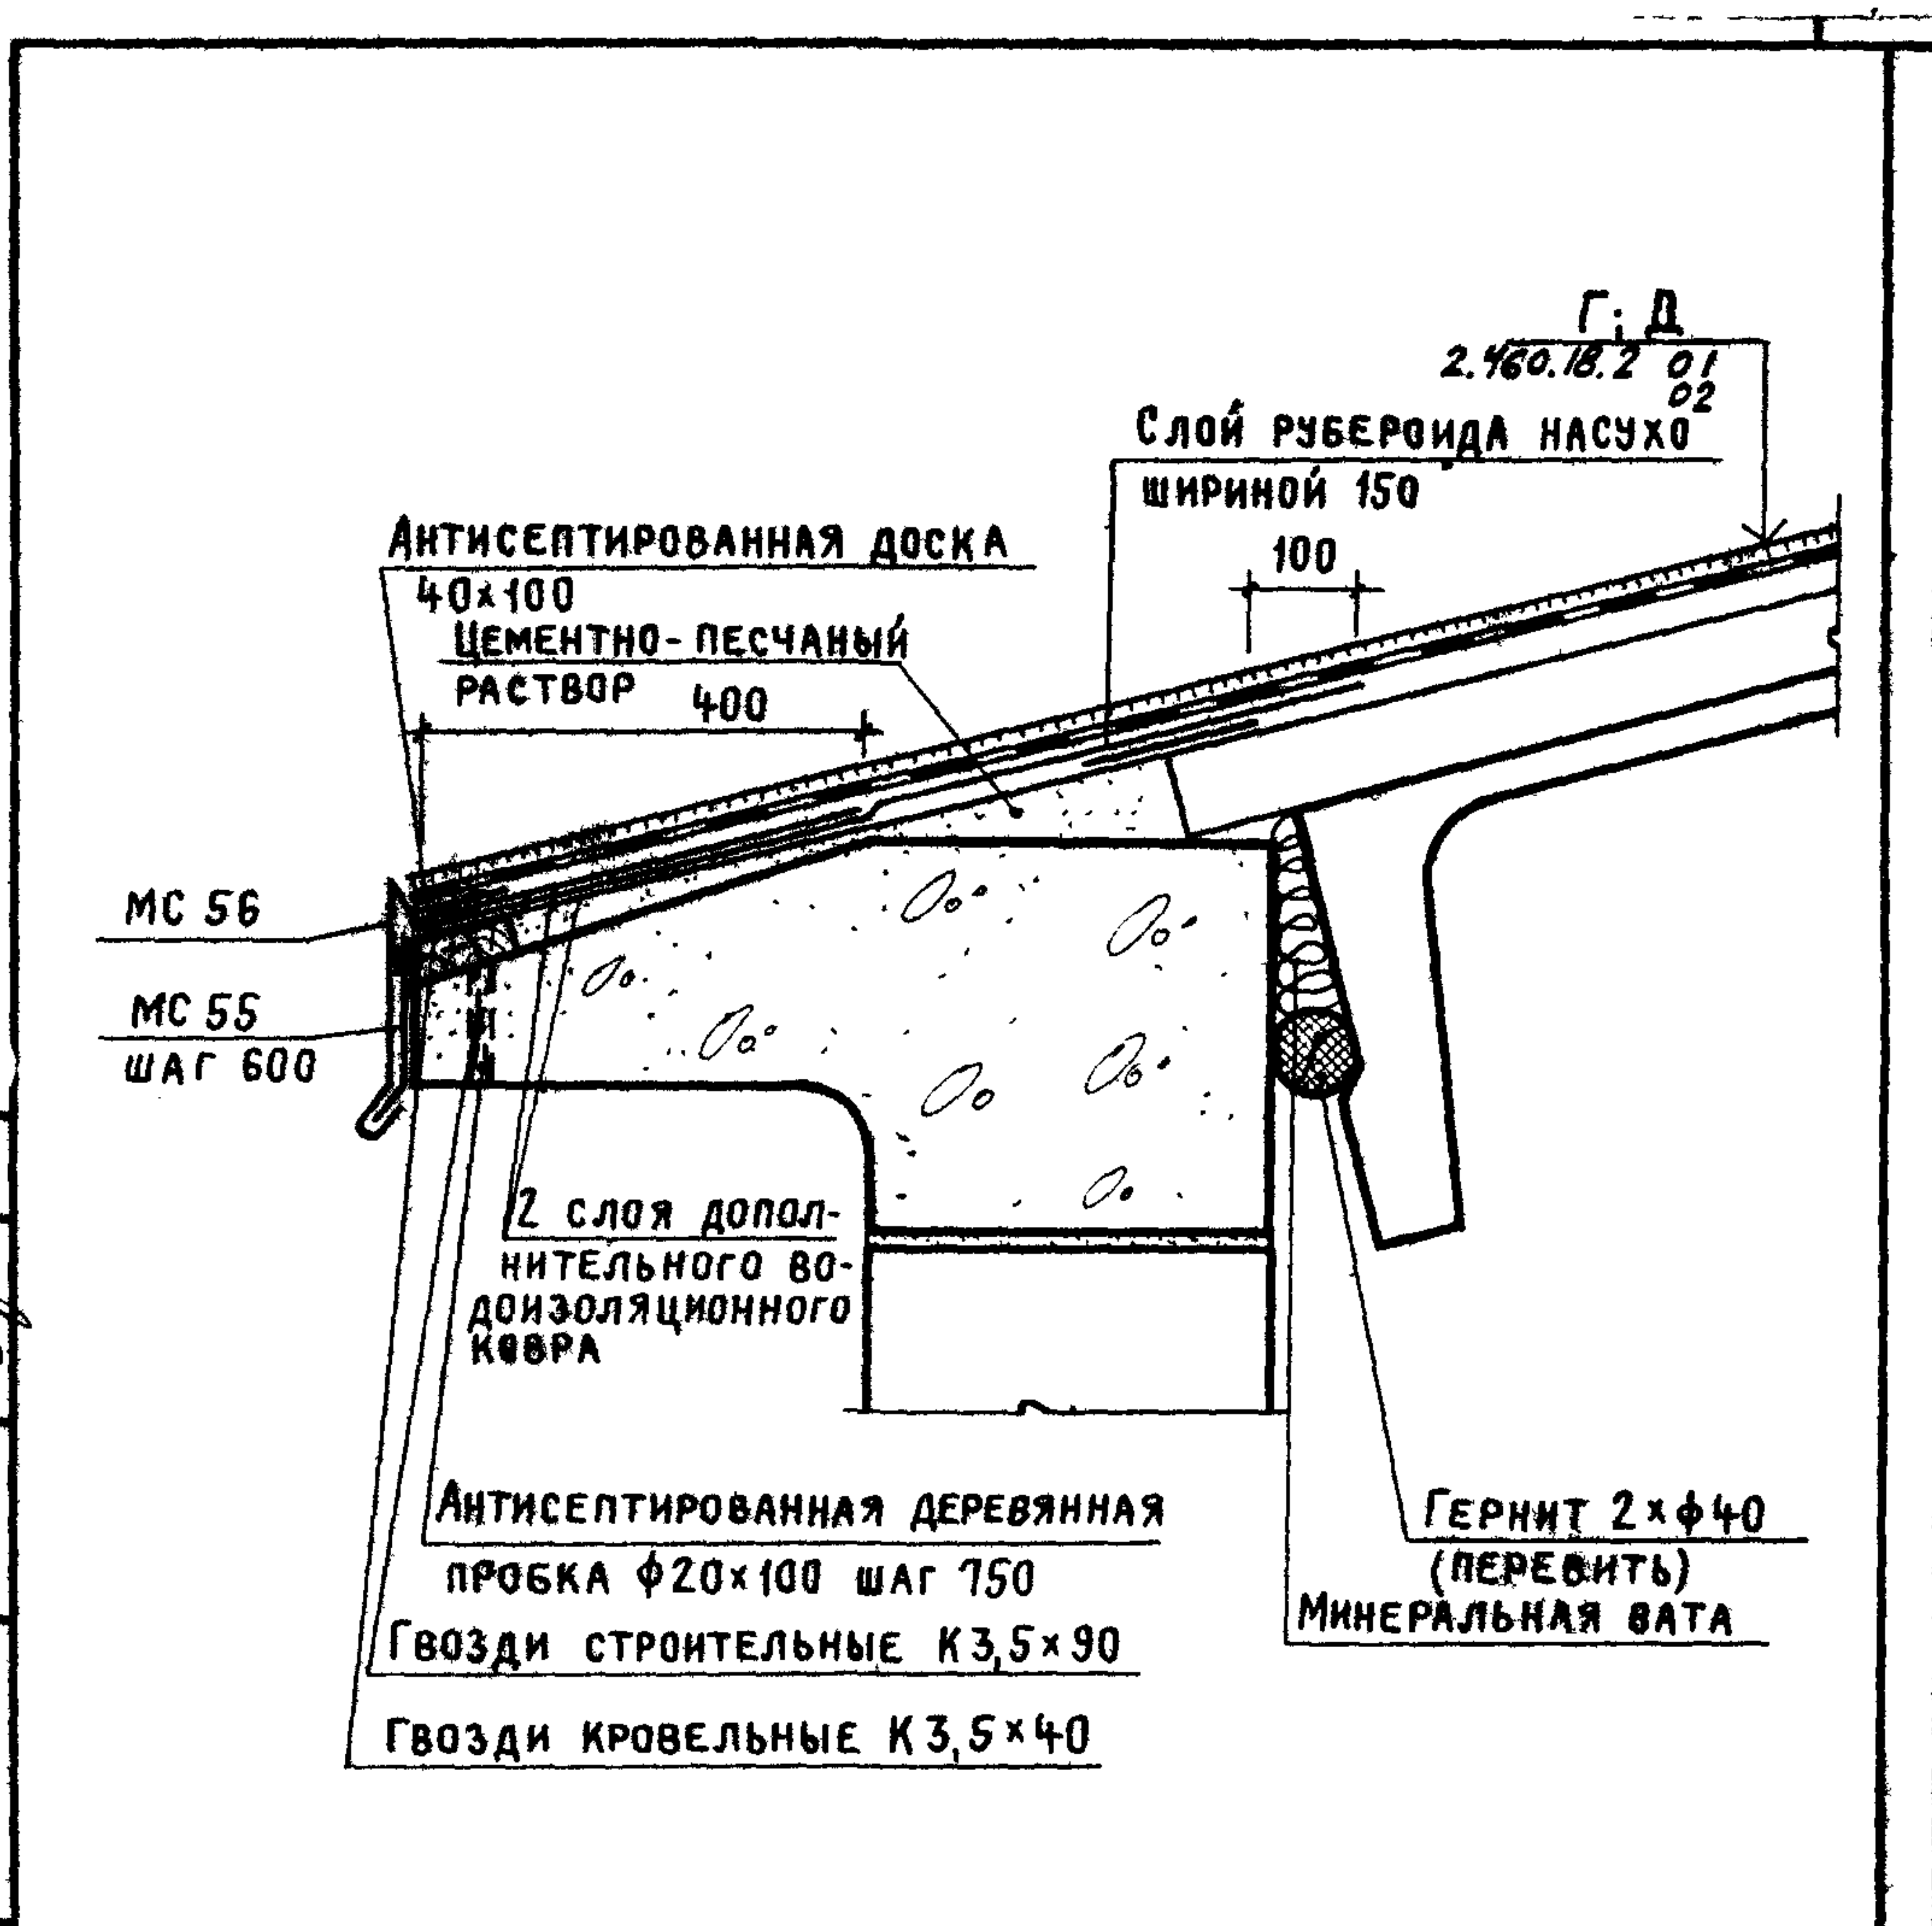 Г; Д
2.460.18.2 01
02
Слой рубероида насухо
шириной 150
100
Антисептированная доска
40×100
Цементно-песчаный
раствор
400
МС 56
МС 55
шаг 600
2 слоя допол-
нительного во-
доизоляционного
ковра
Антисептированная деревянная
пробка ф20×100 шаг 750
Гвозди строительные К3,5×90
Гвозди кровельные К3,5×40
Гернит 2×ф40
(перевить)
Минеральная вата